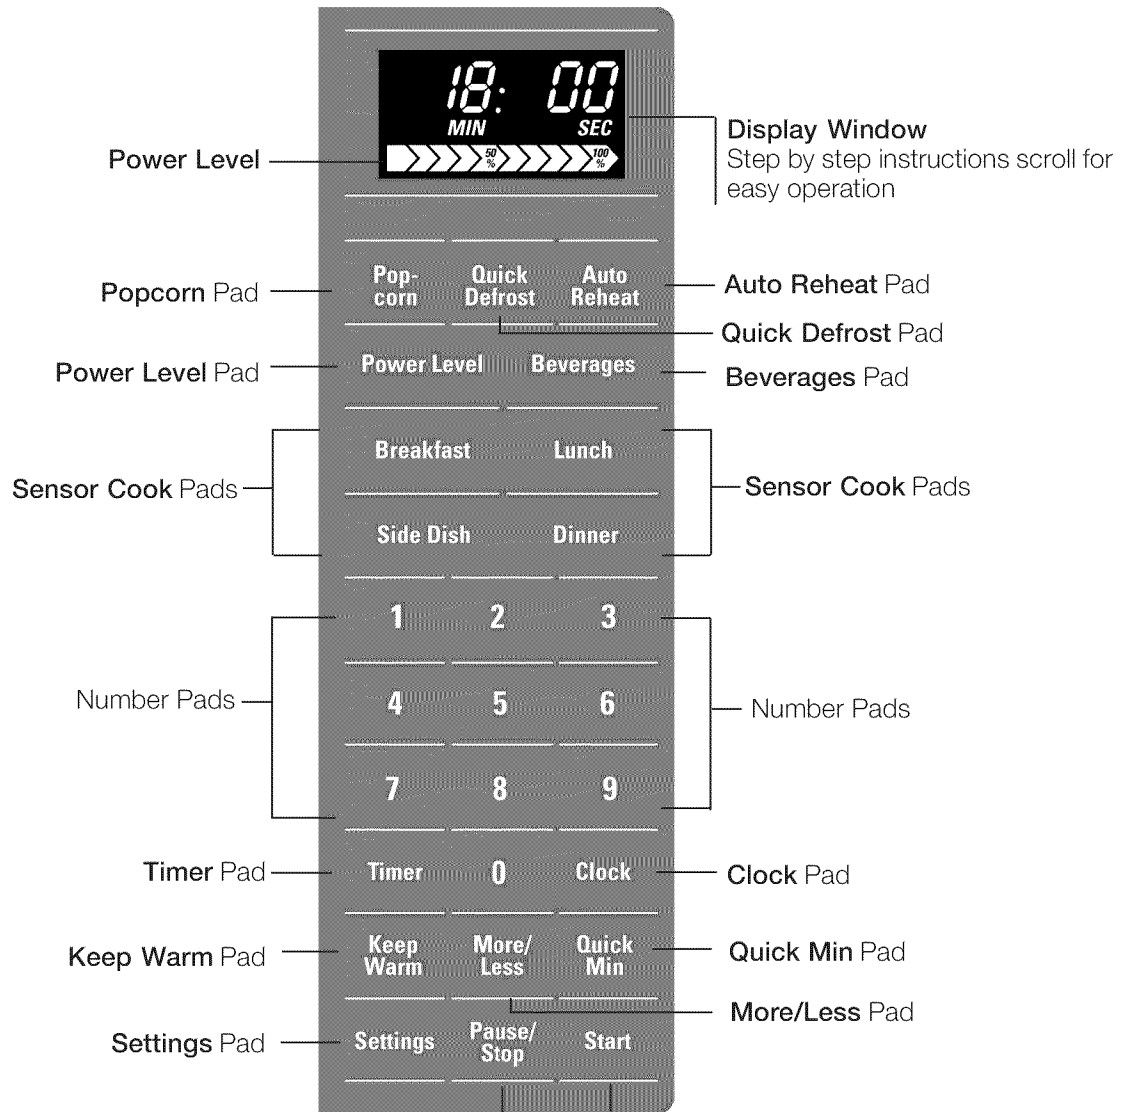 18: 00
MIN SEC
50 % 100 %
Power Level
Display Window
Step by step instructions scroll for
easy operation
Popcorn Pad
Pop-
corn
Quick
Defrost
Auto
Reheat
Auto Reheat Pad
Quick Defrost Pad
Power Level Pad
Power Level
Beverages
Beverages Pad
Breakfast
Lunch
Sensor Cook Pads
Sensor Cook Pads
Side Dish
Dinner
1 2 3
Number Pads
4 5 6
Number Pads
7 8 9
Timer Pad
Timer
0
Clock
Clock Pad
Keep Warm Pad
Keep
Warm
More/
Less
Quick
Min
Quick Min Pad
More/Less Pad
Settings Pad
Settings
Pause/
Stop
Start